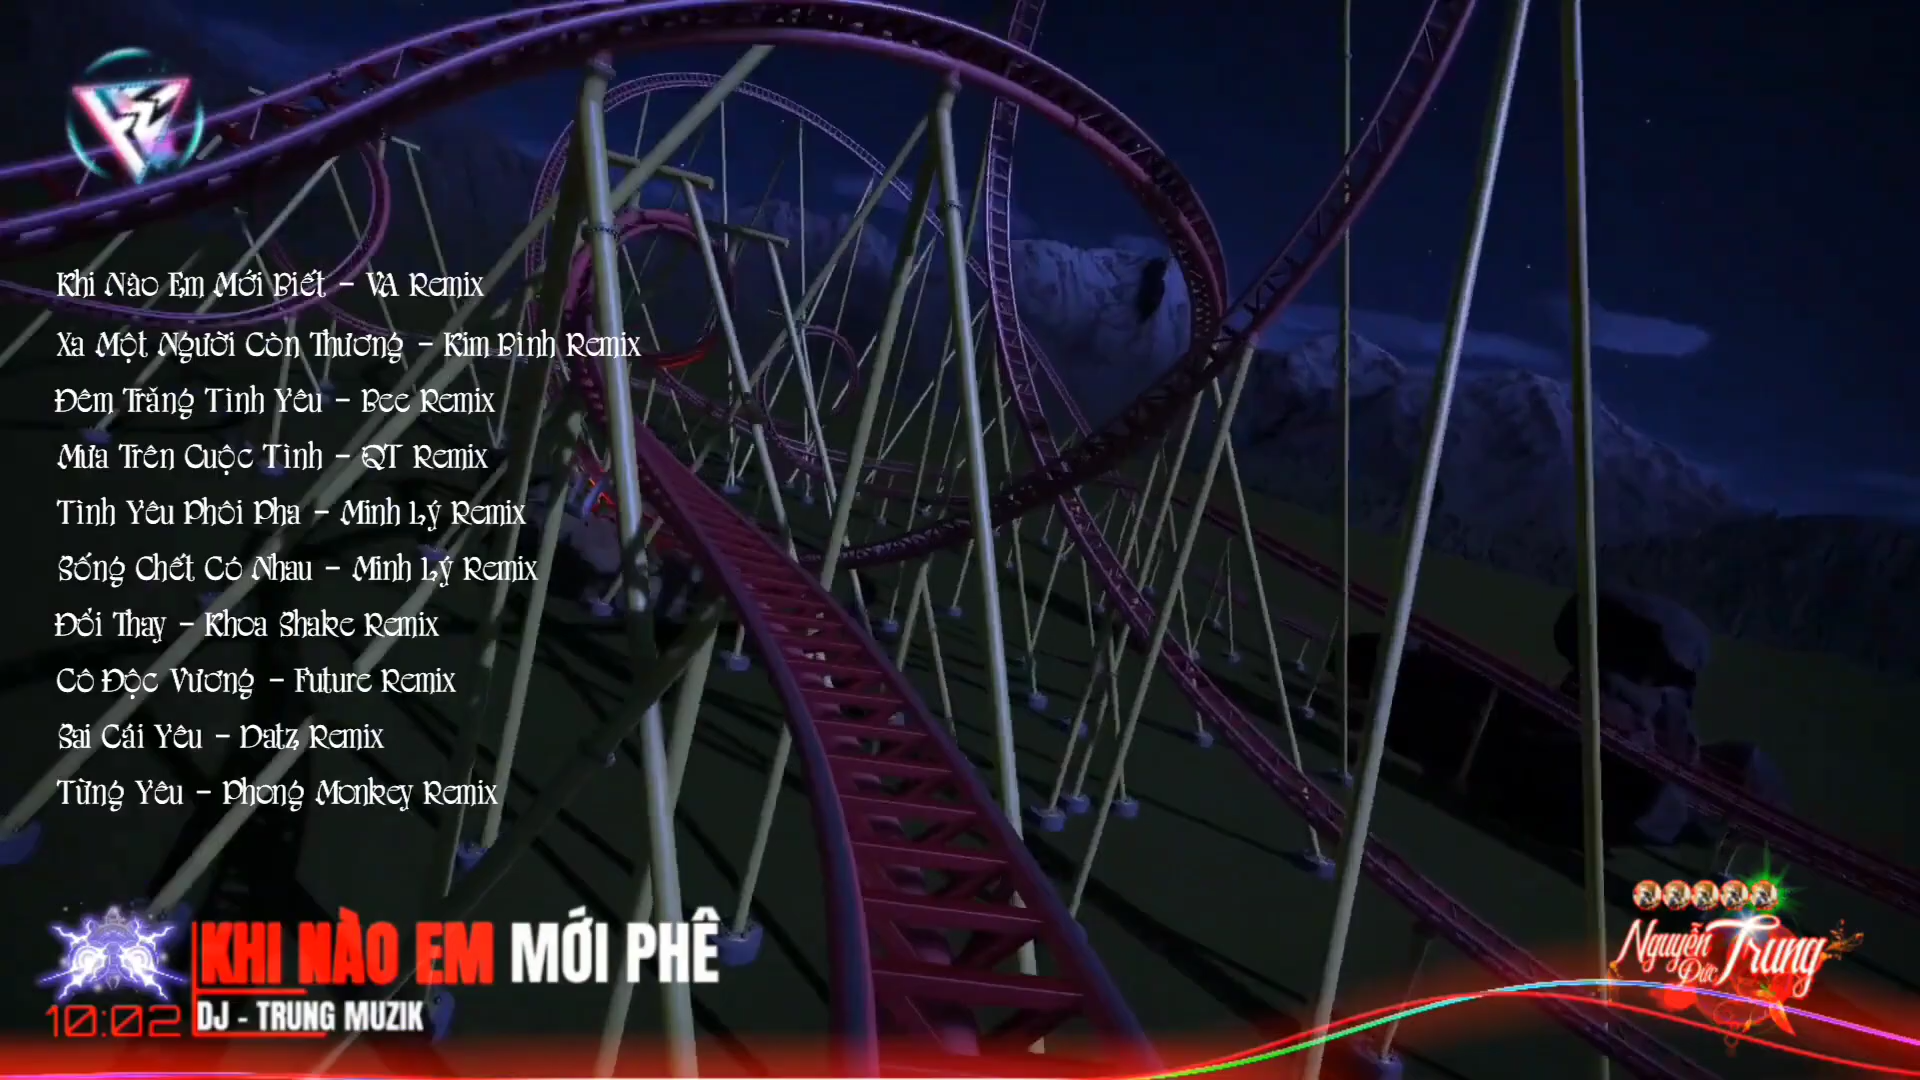 Khi Nào Em Mới Biết - VA Remix
Xa Một Người Còn Thương - Kim Bình Remix
Đêm Trắng Tình Yêu - Bee Remix
Mưa Trên Cuộc Tình - QT Remix
Tình Yêu Phôi Pha - Minh Lý Remix
Sống Chết Có Nhau - Minh Lý Remix
Đổi Thay - Khoa Shake Remix
Cô Độc Vương - Future Remix
Sai Cái Yêu - Datz Remix
Từng Yêu - Phong Monkey Remix
KHI NÀO EM MỚI PHÊ
DJ - TRUNG MUZIK
10:02
Nguyễn Đức Trung